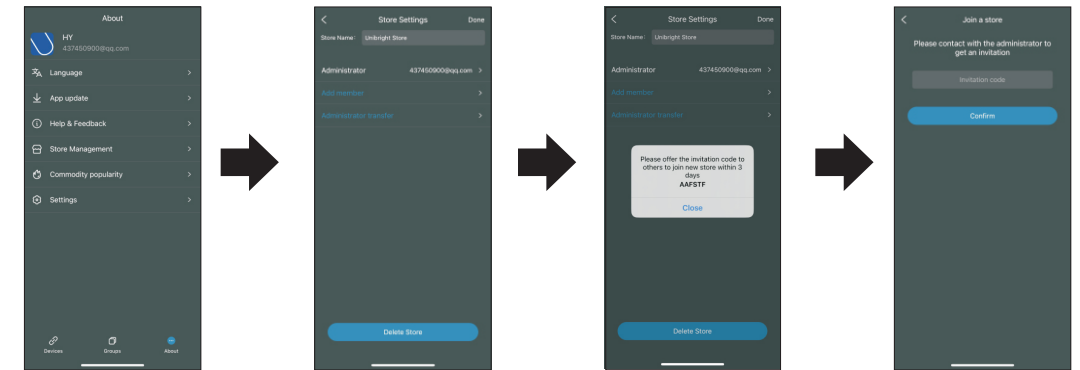 About
HY
437450900@qq.com
Language
App update
Help & Feedback
Store Management
Commodity popularity
Settings
Devices
Groups
About
Store Settings
Done
Store Name:
Unibright Store
Administrator
437450900@qq.com
Add member
Administrator transfer
Delete Store
Store Settings
Done
Store Name:
Unibright Store
Administrator
437450900@qq.com
Add member
Administrator transfer
Please offer the invitation code to
others to join new store within 3
days
AAFSTF
Close
Delete Store
Join a store
Please contact with the administrator to
get an invitation
Invitation code
Confirm